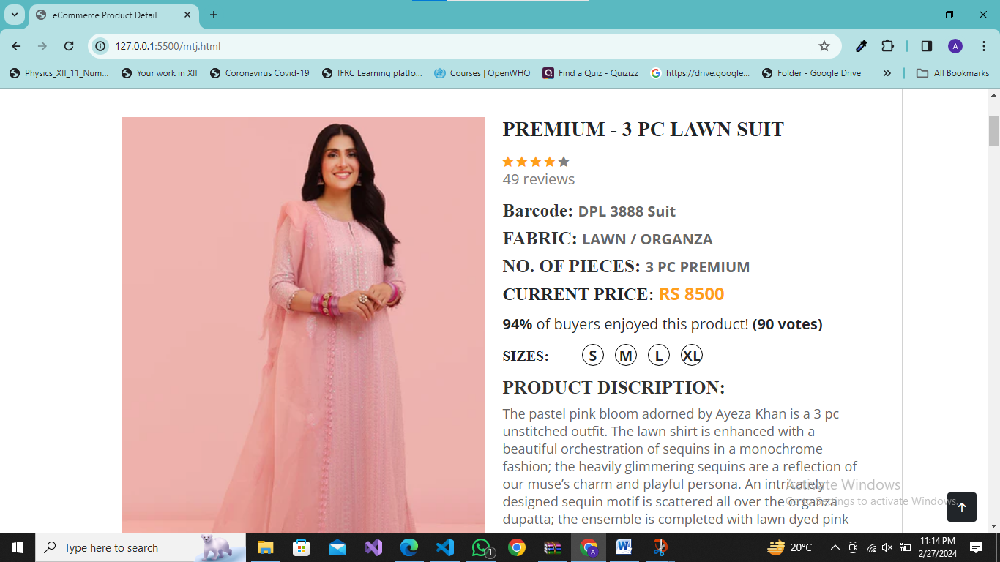 eCommerce Product Detail
127.0.0.1:5500/mtj.html
A
Physics_XII_11_Num...
Your work in XII
Coronavirus Covid-19
IFRC Learning platfo...
Courses | OpenWHO
Find a Quiz - Quizizz
https://drive.google...
Folder - Google Drive
All Bookmarks
PREMIUM - 3 PC LAWN SUIT
49 reviews
Barcode: DPL 3888 Suit
FABRIC: LAWN / ORGANZA
NO. OF PIECES: 3 PC PREMIUM
CURRENT PRICE: RS 8500
94% of buyers enjoyed this product! (90 votes)
SIZES: S M L XL
PRODUCT DISCRIPTION:
The pastel pink bloom adorned by Ayeza Khan is a 3 pc
unstitched outfit. The lawn shirt is enhanced with a
beautiful orchestration of sequins in a monochrome
fashion; the heavily glimmering sequins are a reflection of
our muse’s charm and playful persona. An intricately
designed sequin motif is scattered all over the organza
dupatta; the ensemble is completed with lawn dyed pink
Activate Windows
Go to Settings to activate Windows.
Type here to search
1
A
20°C
11:14 PM
2/27/2024